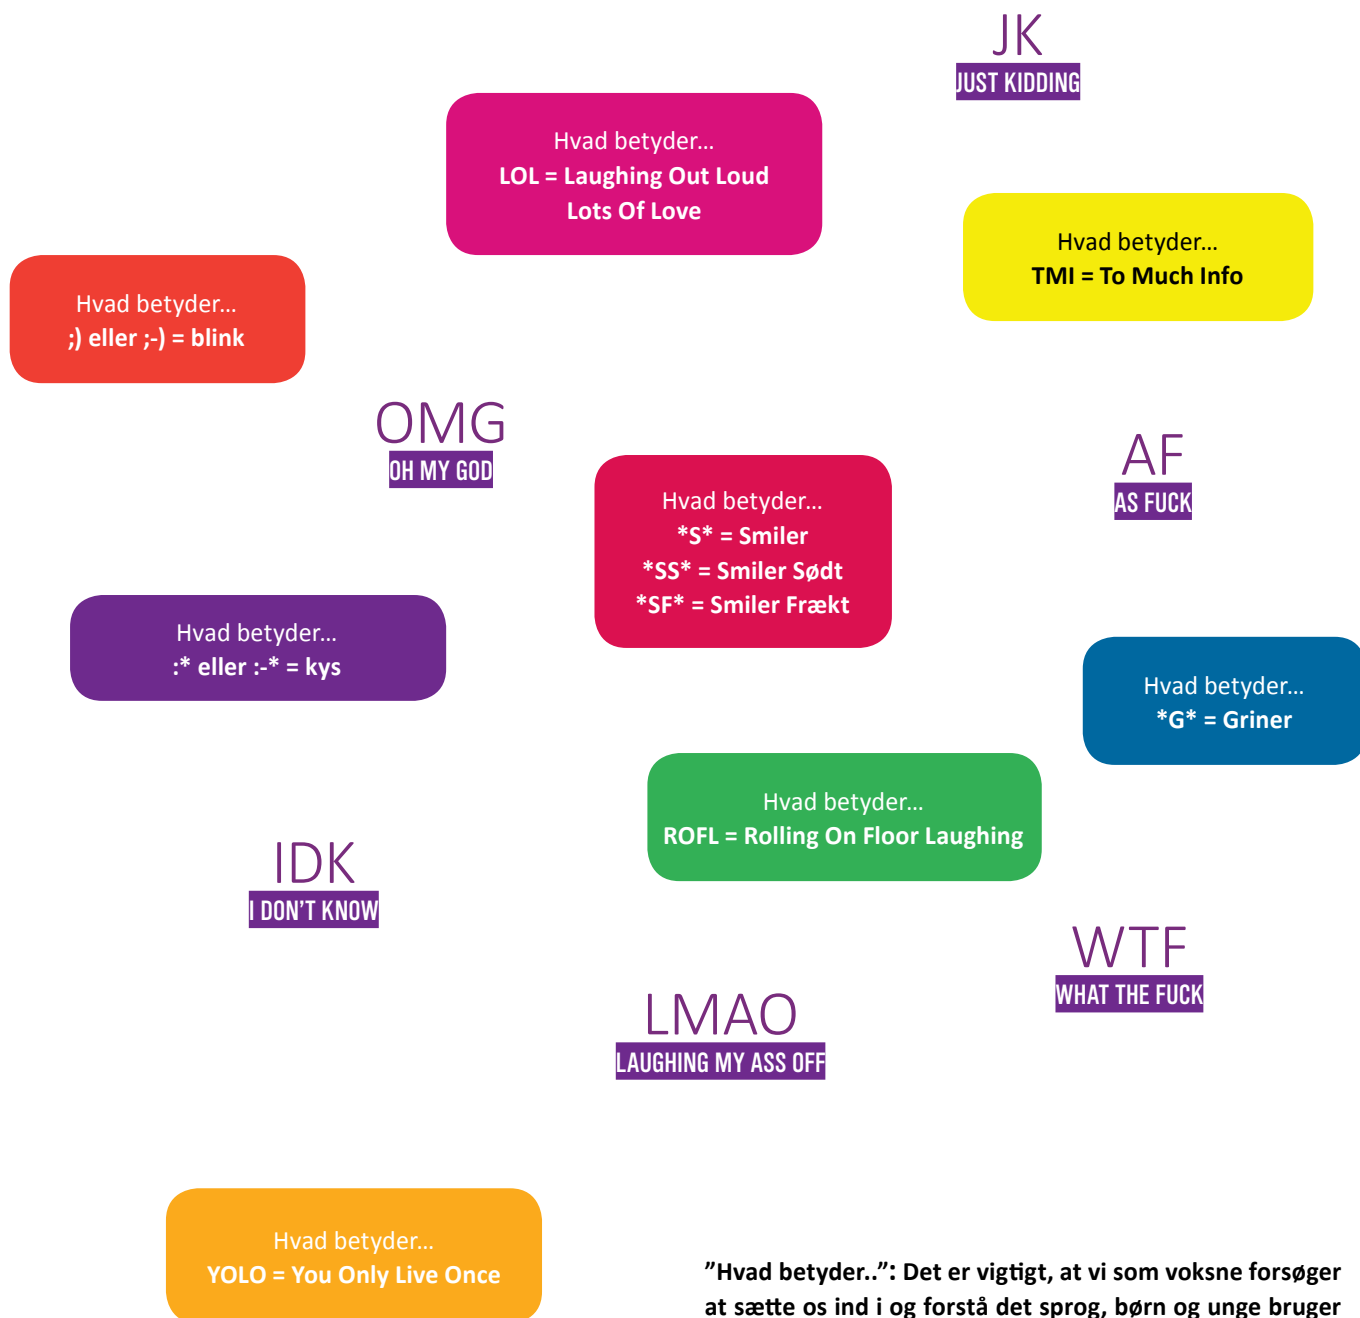 JK
JUST KIDDING
Hvad betyder...
LOL = Laughing Out Loud
Lots Of Love
Hvad betyder...
TMI = To Much Info
Hvad betyder...
;) eller ;-) = blink
OMG
OH MY GOD
AF
AS FUCK
Hvad betyder...
*S* = Smiler
*SS* = Smiler Sødt
*SF* = Smiler Frækt
Hvad betyder...
:* eller :-* = kys
Hvad betyder...
*G* = Griner
Hvad betyder...
ROFL = Rolling On Floor Laughing
IDK
I DON'T KNOW
WTF
WHAT THE FUCK
LMAO
LAUGHING MY ASS OFF
Hvad betyder...
YOLO = You Only Live Once
”Hvad betyder..”: Det er vigtigt, at vi som voksne forsøger
at sætte os ind i og forstå det sprog, børn og unge bruger